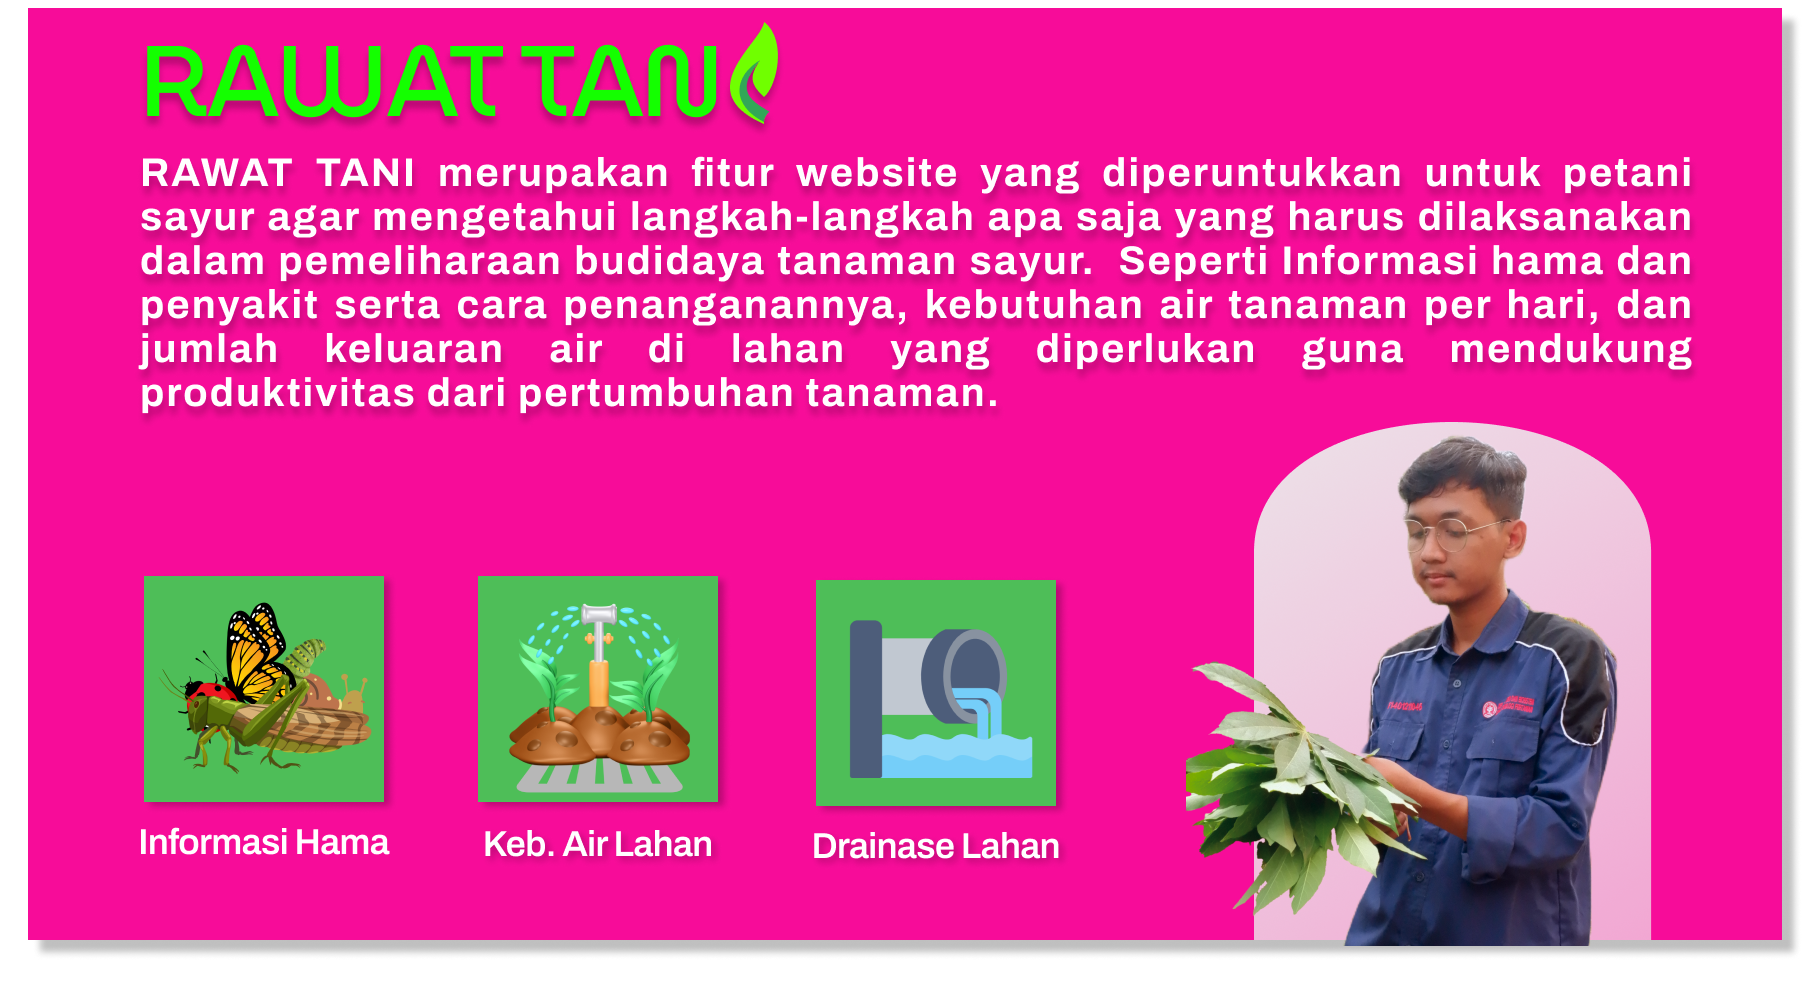 RAWAT TANI
RAWAT TANI merupakan fitur website yang diperuntukkan untuk petani
sayur agar mengetahui langkah-langkah apa saja yang harus dilaksanakan
dalam pemeliharaan budidaya tanaman sayur. Seperti Informasi hama dan
penyakit serta cara penanganannya, kebutuhan air tanaman per hari, dan
jumlah keluaran air di lahan yang diperlukan guna mendukung
produktivitas dari pertumbuhan tanaman.
Informasi Hama
Keb. Air Lahan
Drainase Lahan